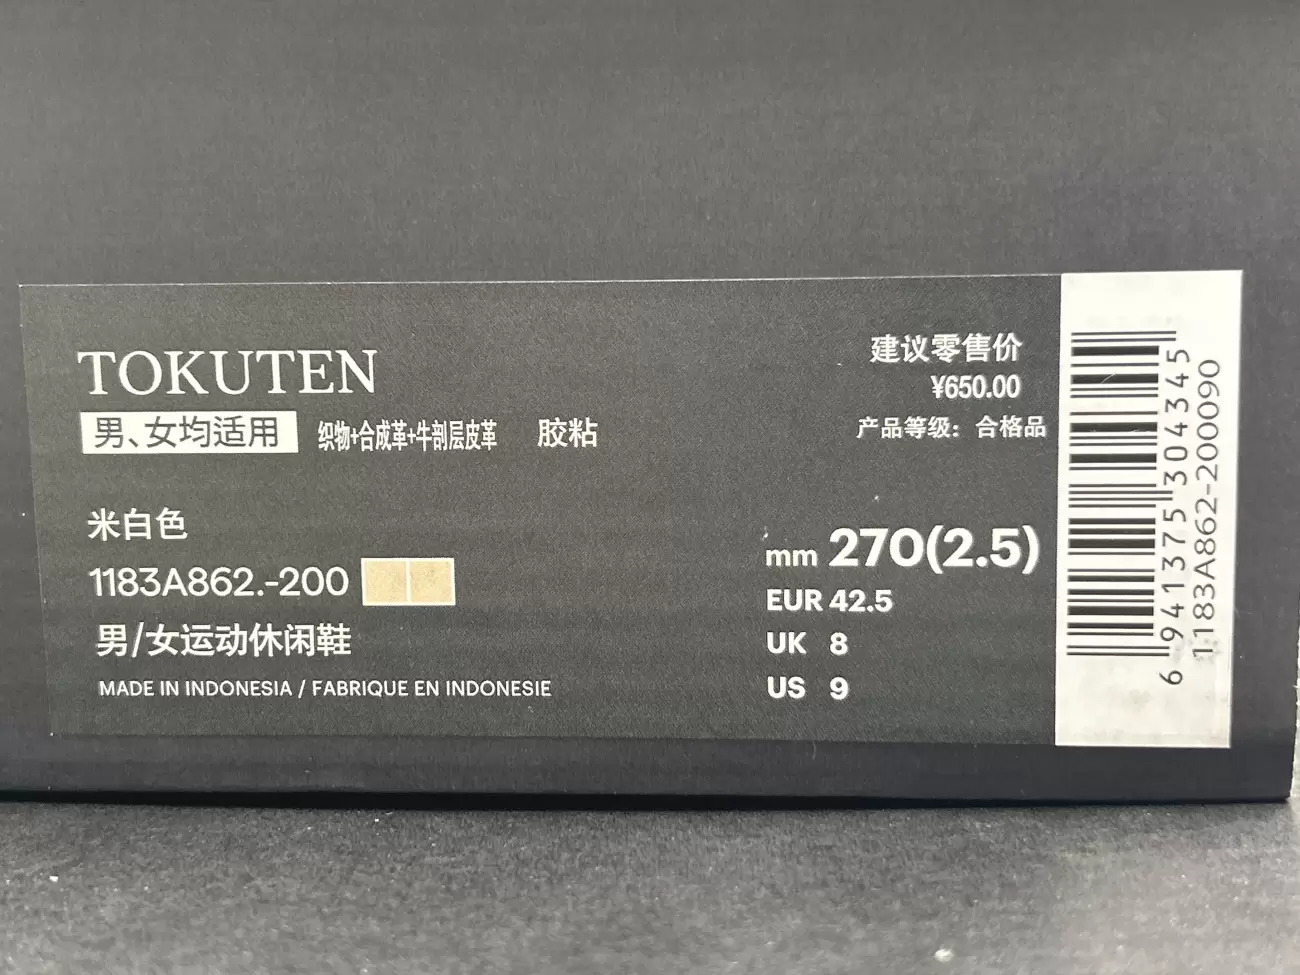 TOKUTEN
男、女均适用 织物+合成革+牛剖层皮革 胶粘
米白色
1183A862.-200
男/女运动休闲鞋
MADE IN INDONESIA / FABRIQUE EN INDONESIE
建议零售价
¥650.00
产品等级：合格品
mm 270(2.5)
EUR 42.5
UK 8
US 9
6 941375 304345
1183A862-200090